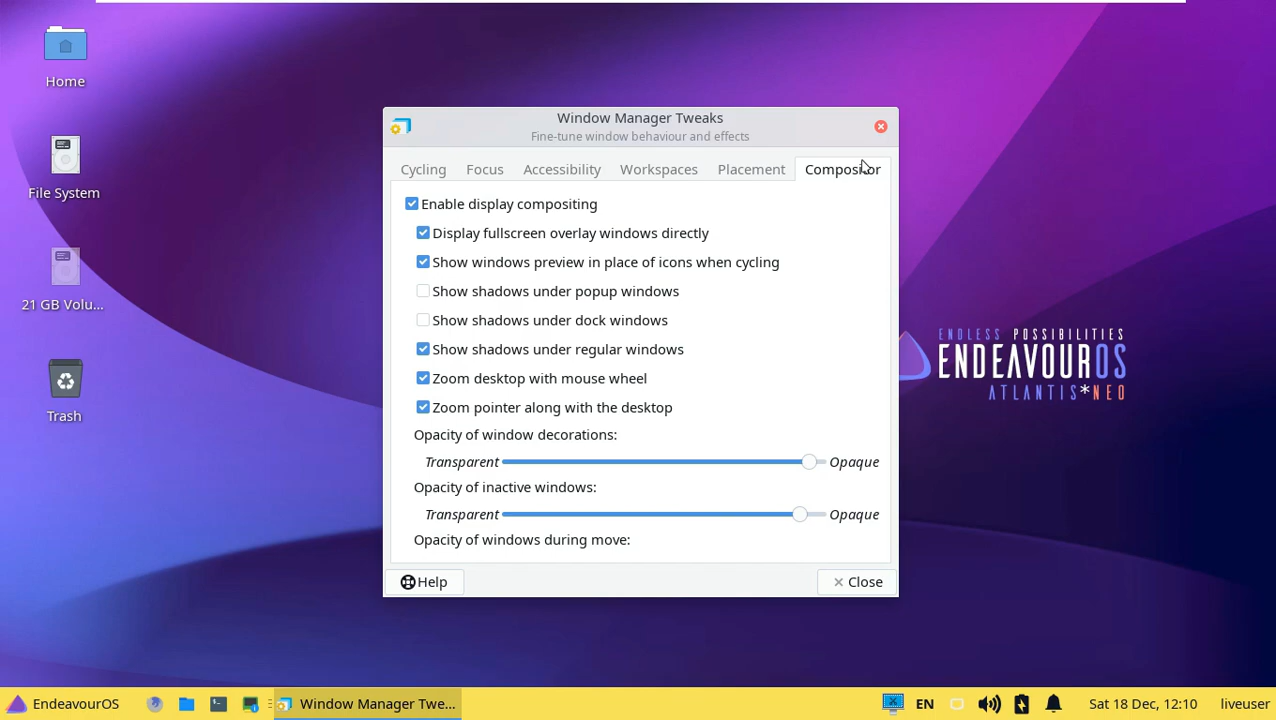 Home
File System
21 GB Volu...
Trash
Window Manager Tweaks
Fine-tune window behaviour and effects
Cycling Focus Accessibility Workspaces Placement Compositor
Enable display compositing
Display fullscreen overlay windows directly
Show windows preview in place of icons when cycling
Show shadows under popup windows
Show shadows under dock windows
Show shadows under regular windows
Zoom desktop with mouse wheel
Zoom pointer along with the desktop
Opacity of window decorations:
Transparent Opaque
Opacity of inactive windows:
Transparent Opaque
Opacity of windows during move:
Help Close
ENDLESS POSSIBILITIES
ENDEAVOUROS
ATLANTIS*NEO
EndeavourOS Window Manager Twe... EN Sat 18 Dec, 12:10 liveuser